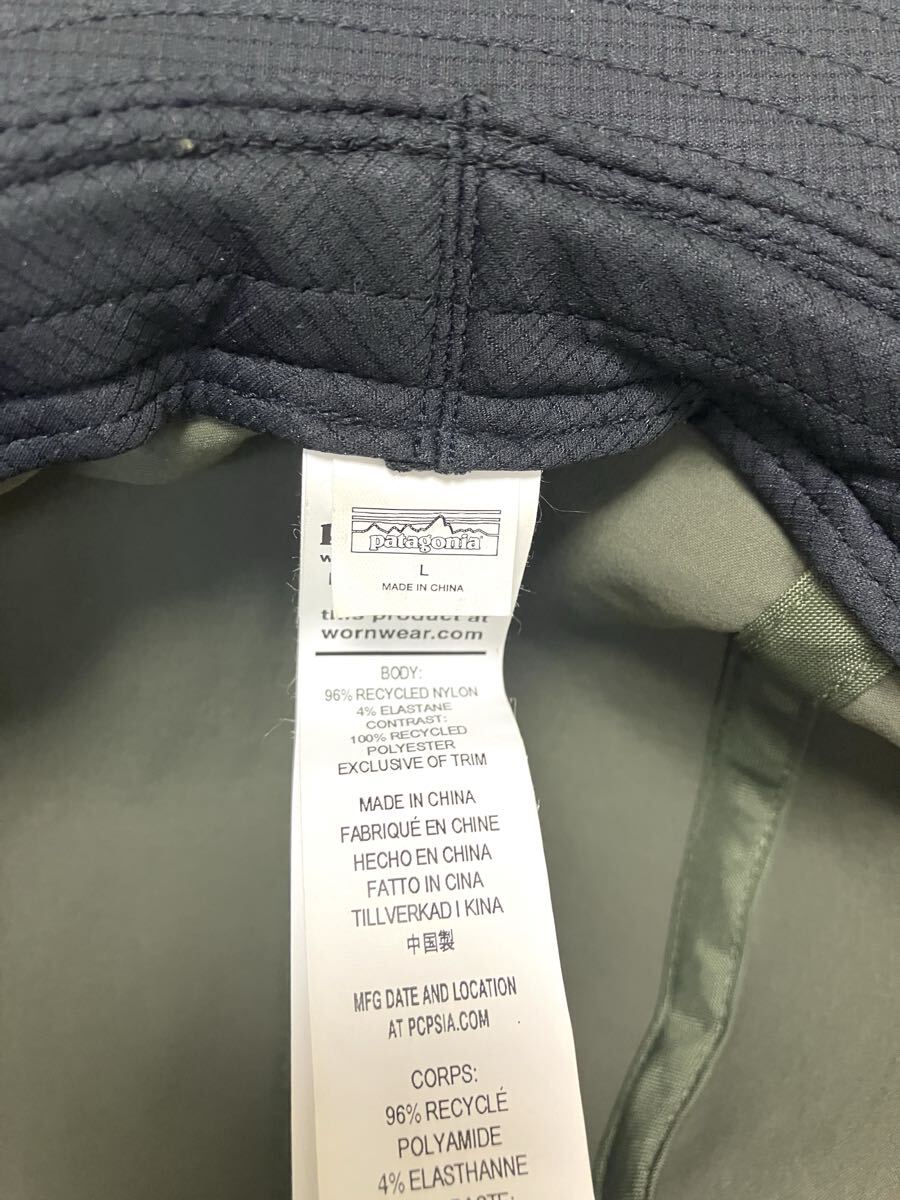 patagonia
L
MADE IN CHINA
this product at
wornwear.com
BODY:
96% RECYCLED NYLON
4% ELASTANE
CONTRAST:
100% RECYCLED
POLYESTER
EXCLUSIVE OF TRIM
MADE IN CHINA
FABRIQUÉ EN CHINE
HECHO EN CHINA
FATTO IN CINA
TILLVERKAD I KINA
中国製
MFG DATE AND LOCATION
AT PCPSIA.COM
CORPS:
96% RECYCLÉ
POLYAMIDE
4% ELASTHANNE